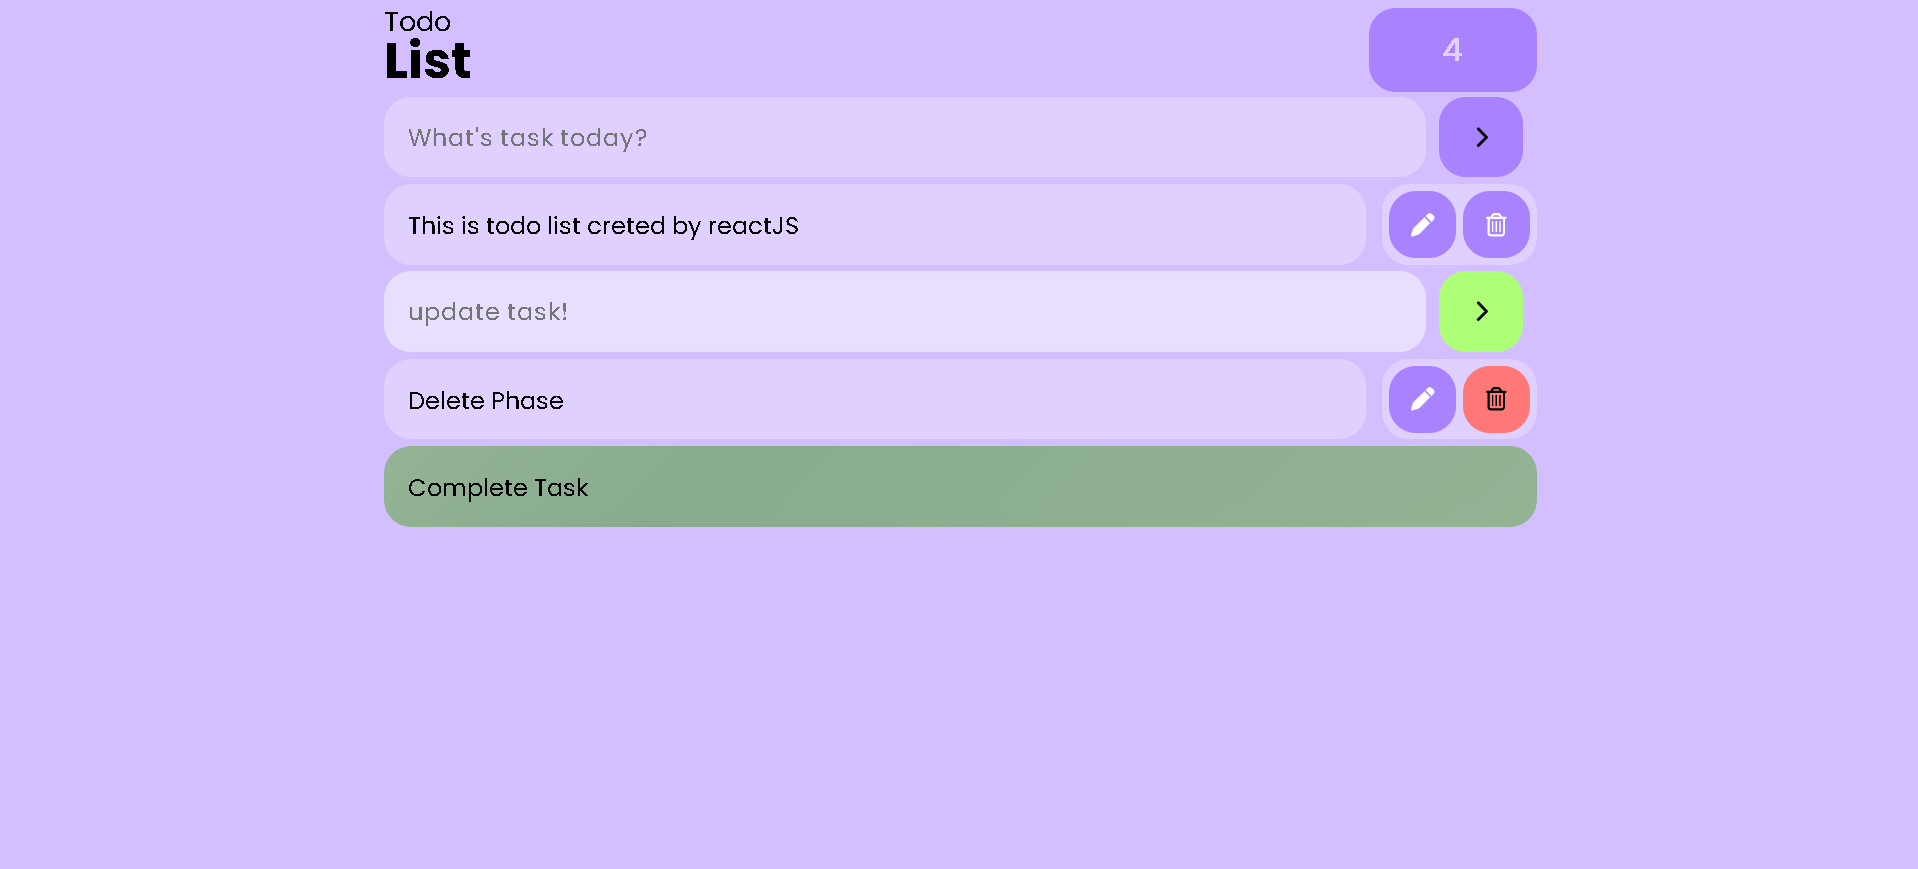 Todo
List
4
What's task today?
This is todo list creted by reactJS
update task!
Delete Phase
Complete Task